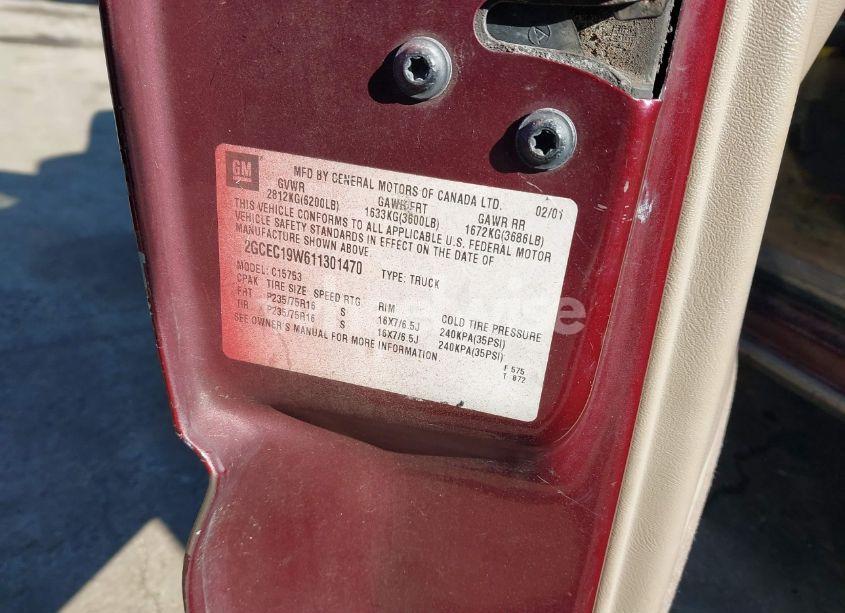 GM
MFD BY GENERAL MOTORS OF CANADA LTD.
02/01
GVWR GAWR FRT GAWR RR
2812KG(6200LB) 1633KG(3600LB) 1672KG(3686LB)
THIS VEHICLE CONFORMS TO ALL APPLICABLE U.S. FEDERAL MOTOR
VEHICLE SAFETY STANDARDS IN EFFECT ON THE DATE OF
MANUFACTURE SHOWN ABOVE.
2GCEC19W611301470 TYPE: TRUCK
MODEL: C15753
CPAK TIRE SIZE SPEED RTG RIM COLD TIRE PRESSURE
FRT P235/75R16 S 16X7/6.5J 240KPA(35PSI)
RR P235/75R16 S 16X7/6.5J 240KPA(35PSI)
SEE OWNER'S MANUAL FOR MORE INFORMATION.
F 575
T 872